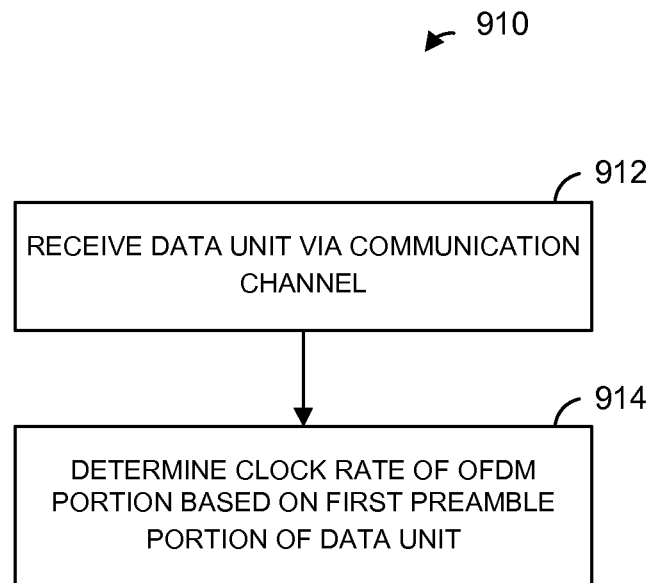 910
912
RECEIVE DATA UNIT VIA COMMUNICATION
CHANNEL
914
DETERMINE CLOCK RATE OF OFDM
PORTION BASED ON FIRST PREAMBLE
PORTION OF DATA UNIT